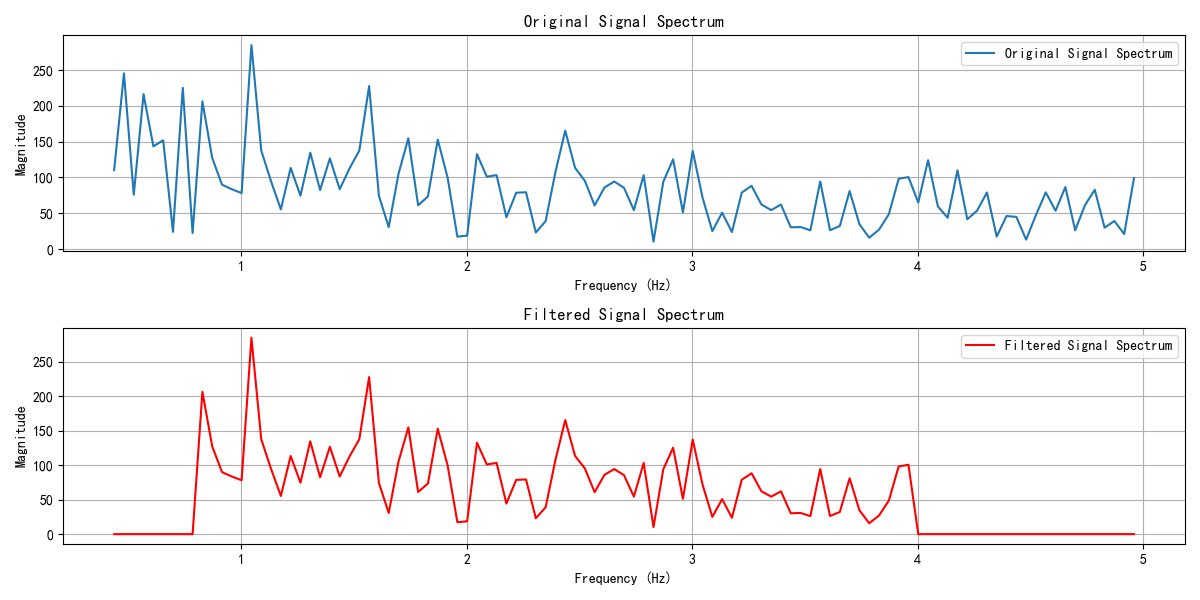 Original Signal Spectrum
Original Signal Spectrum
Magnitude
250
200
150
100
50
0
1
2
3
4
5
Frequency (Hz)
Filtered Signal Spectrum
Filtered Signal Spectrum
Magnitude
250
200
150
100
50
0
1
2
3
4
5
Frequency (Hz)